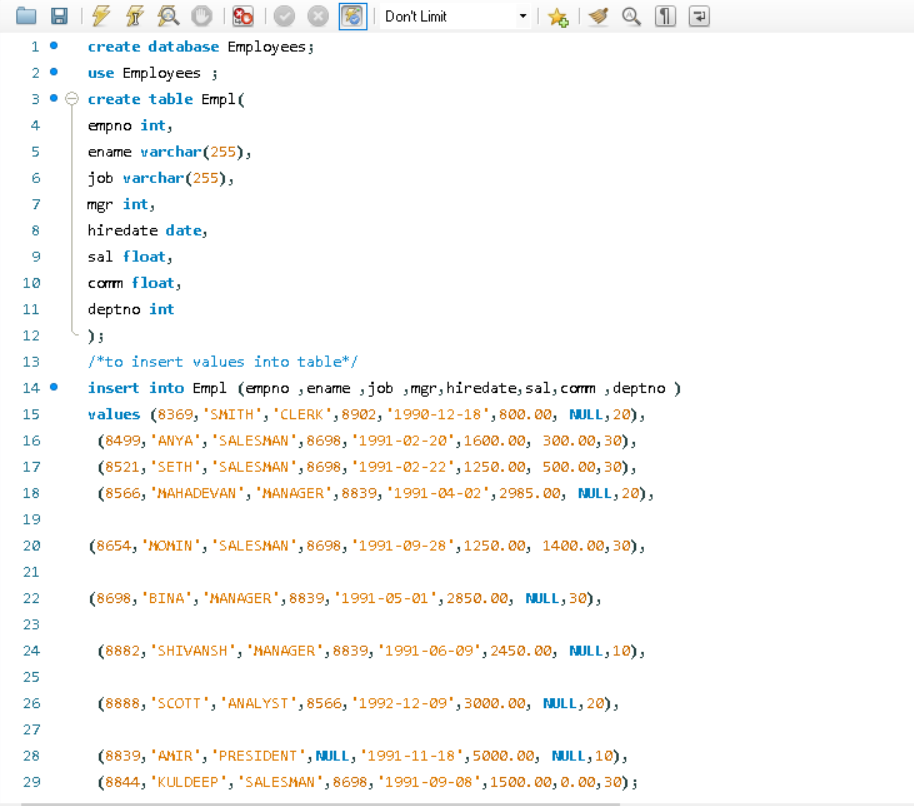 Don't Limit
1 create database Employees;
2 use Employees ;
3 create table Empl(
4 empno int,
5 ename varchar(255),
6 job varchar(255),
7 mgr int,
8 hiredate date,
9 sal float,
10 comm float,
11 deptno int
12 );
13 /*to insert values into table*/
14 insert into Empl (empno ,ename ,job ,mgr,hiredate,sal,comm ,deptno )
15 values (8369,'SMITH','CLERK',8902,'1990-12-18',800.00, NULL,20),
16 (8499,'ANYA','SALESMAN',8698,'1991-02-20',1600.00, 300.00,30),
17 (8521,'SETH','SALESMAN',8698,'1991-02-22',1250.00, 500.00,30),
18 (8566,'MAHADEVAN','MANAGER',8839,'1991-04-02',2985.00, NULL,20),
19
20 (8654,'MOMIN','SALESMAN',8698,'1991-09-28',1250.00, 1400.00,30),
21
22 (8698,'BINA','MANAGER',8839,'1991-05-01',2850.00, NULL,30),
23
24 (8882,'SHIVANSH','MANAGER',8839,'1991-06-09',2450.00, NULL,10),
25
26 (8888,'SCOTT','ANALYST',8566,'1992-12-09',3000.00, NULL,20),
27
28 (8839,'AMIR','PRESIDENT',NULL,'1991-11-18',5000.00, NULL,10),
29 (8844,'KULDEEP','SALESMAN',8698,'1991-09-08',1500.00,0.00,30);